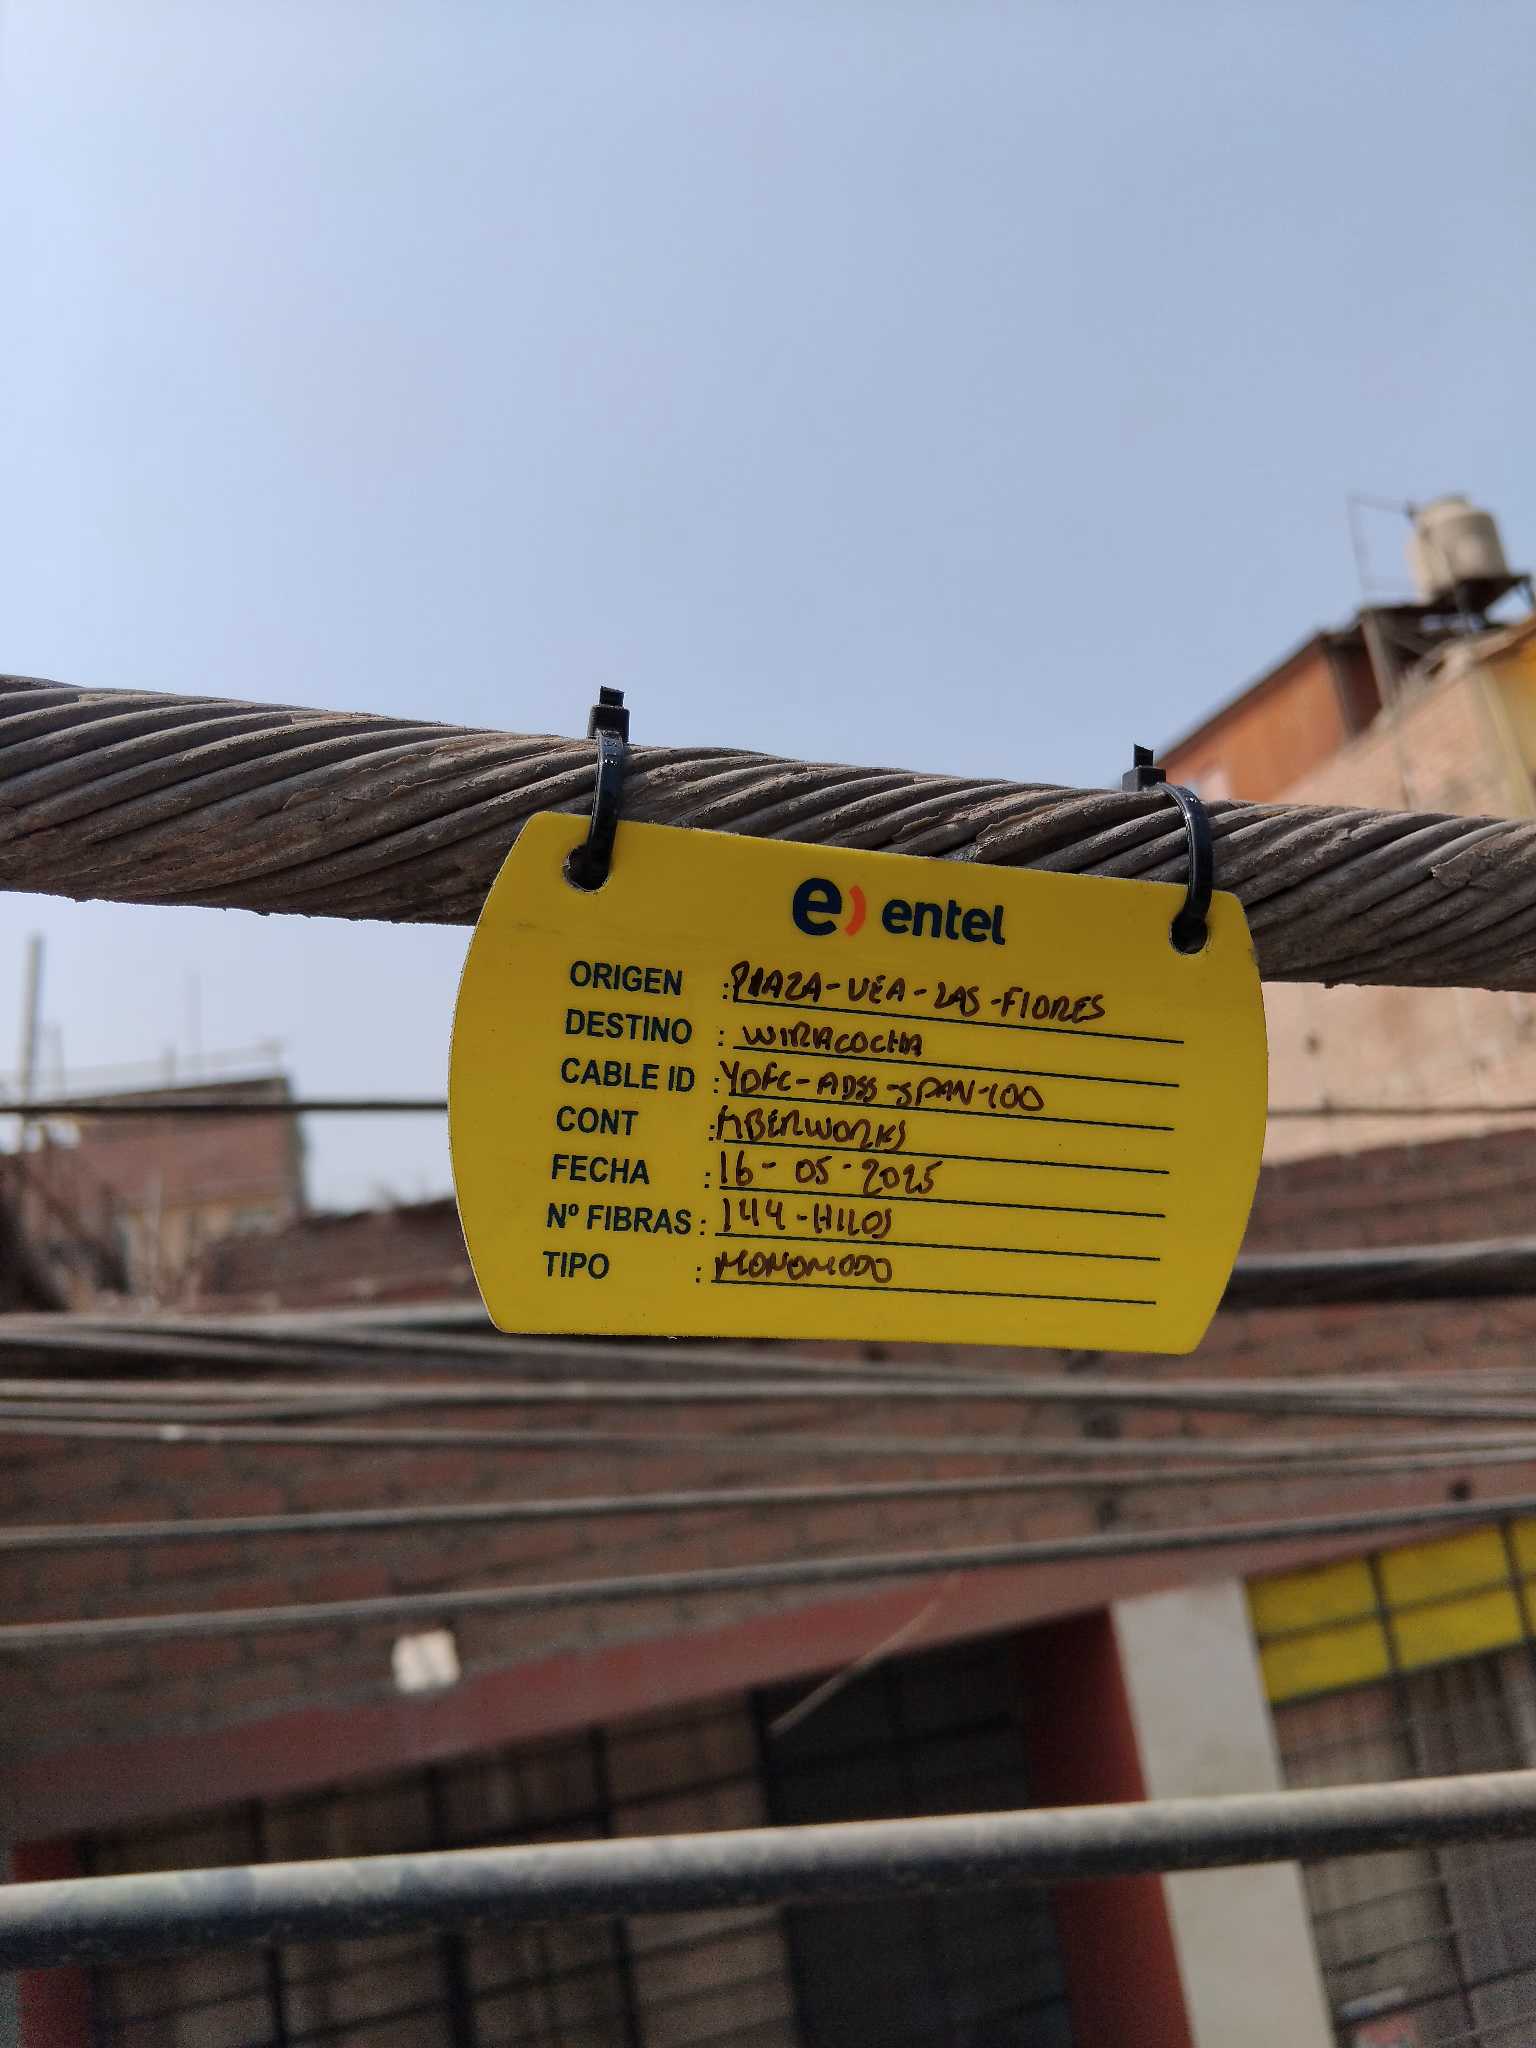 e) entel
ORIGEN : PLAZA-VEA-LAS-FLORES
DESTINO : WIRACOCHA
CABLE ID : YOFC-ADSS-SPAN-100
CONT : FIBERWORKS
FECHA : 16-05-2025
Nº FIBRAS : 144-HILOS
TIPO : MONOMODO